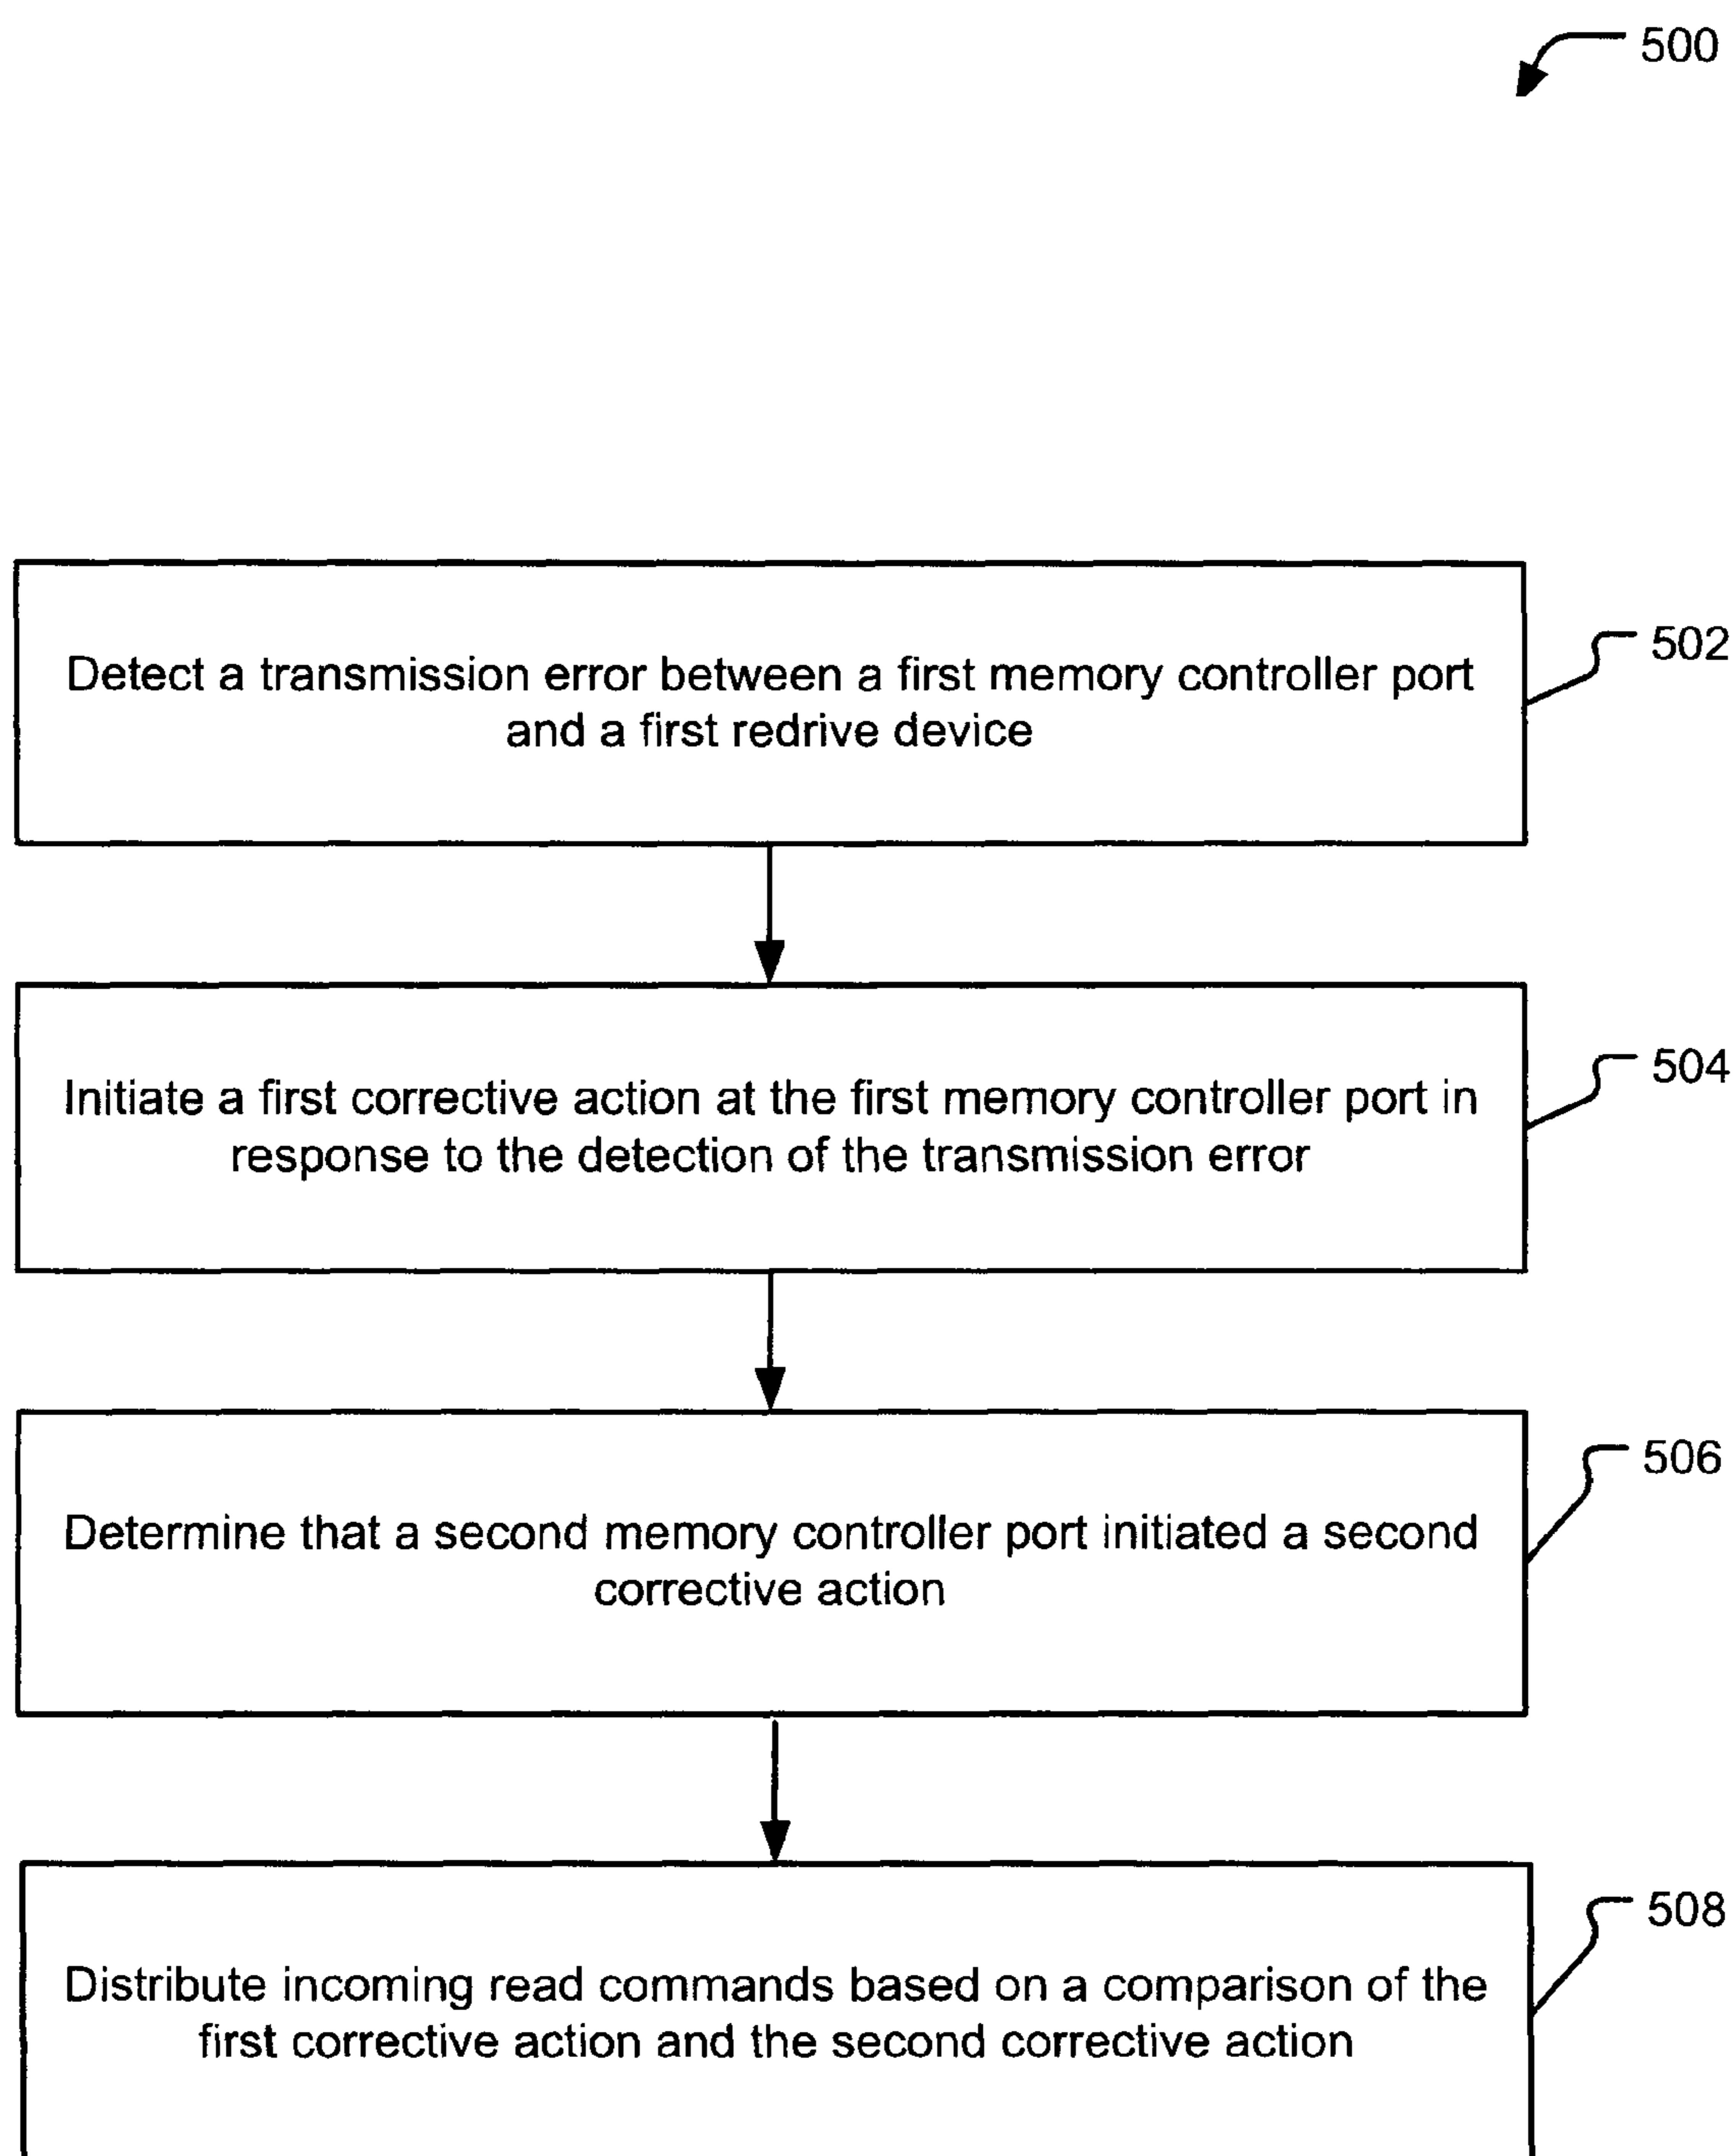 500
Detect a transmission error between a first memory controller port
and a first redrive device
502
Initiate a first corrective action at the first memory controller port in
response to the detection of the transmission error
504
Determine that a second memory controller port initiated a second
corrective action
506
Distribute incoming read commands based on a comparison of the
first corrective action and the second corrective action
508